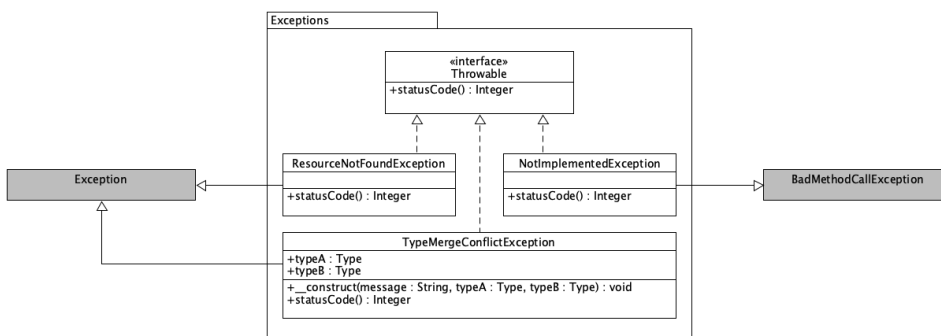 Exceptions
«interface»
Throwable
+statusCode() : Integer
ResourceNotFoundException
+statusCode() : Integer
NotImplementedException
+statusCode() : Integer
Exception
BadMethodCallException
TypeMergeConflictException
+typeA : Type
+typeB : Type
+__construct(message : String, typeA : Type, typeB : Type) : void
+statusCode() : Integer